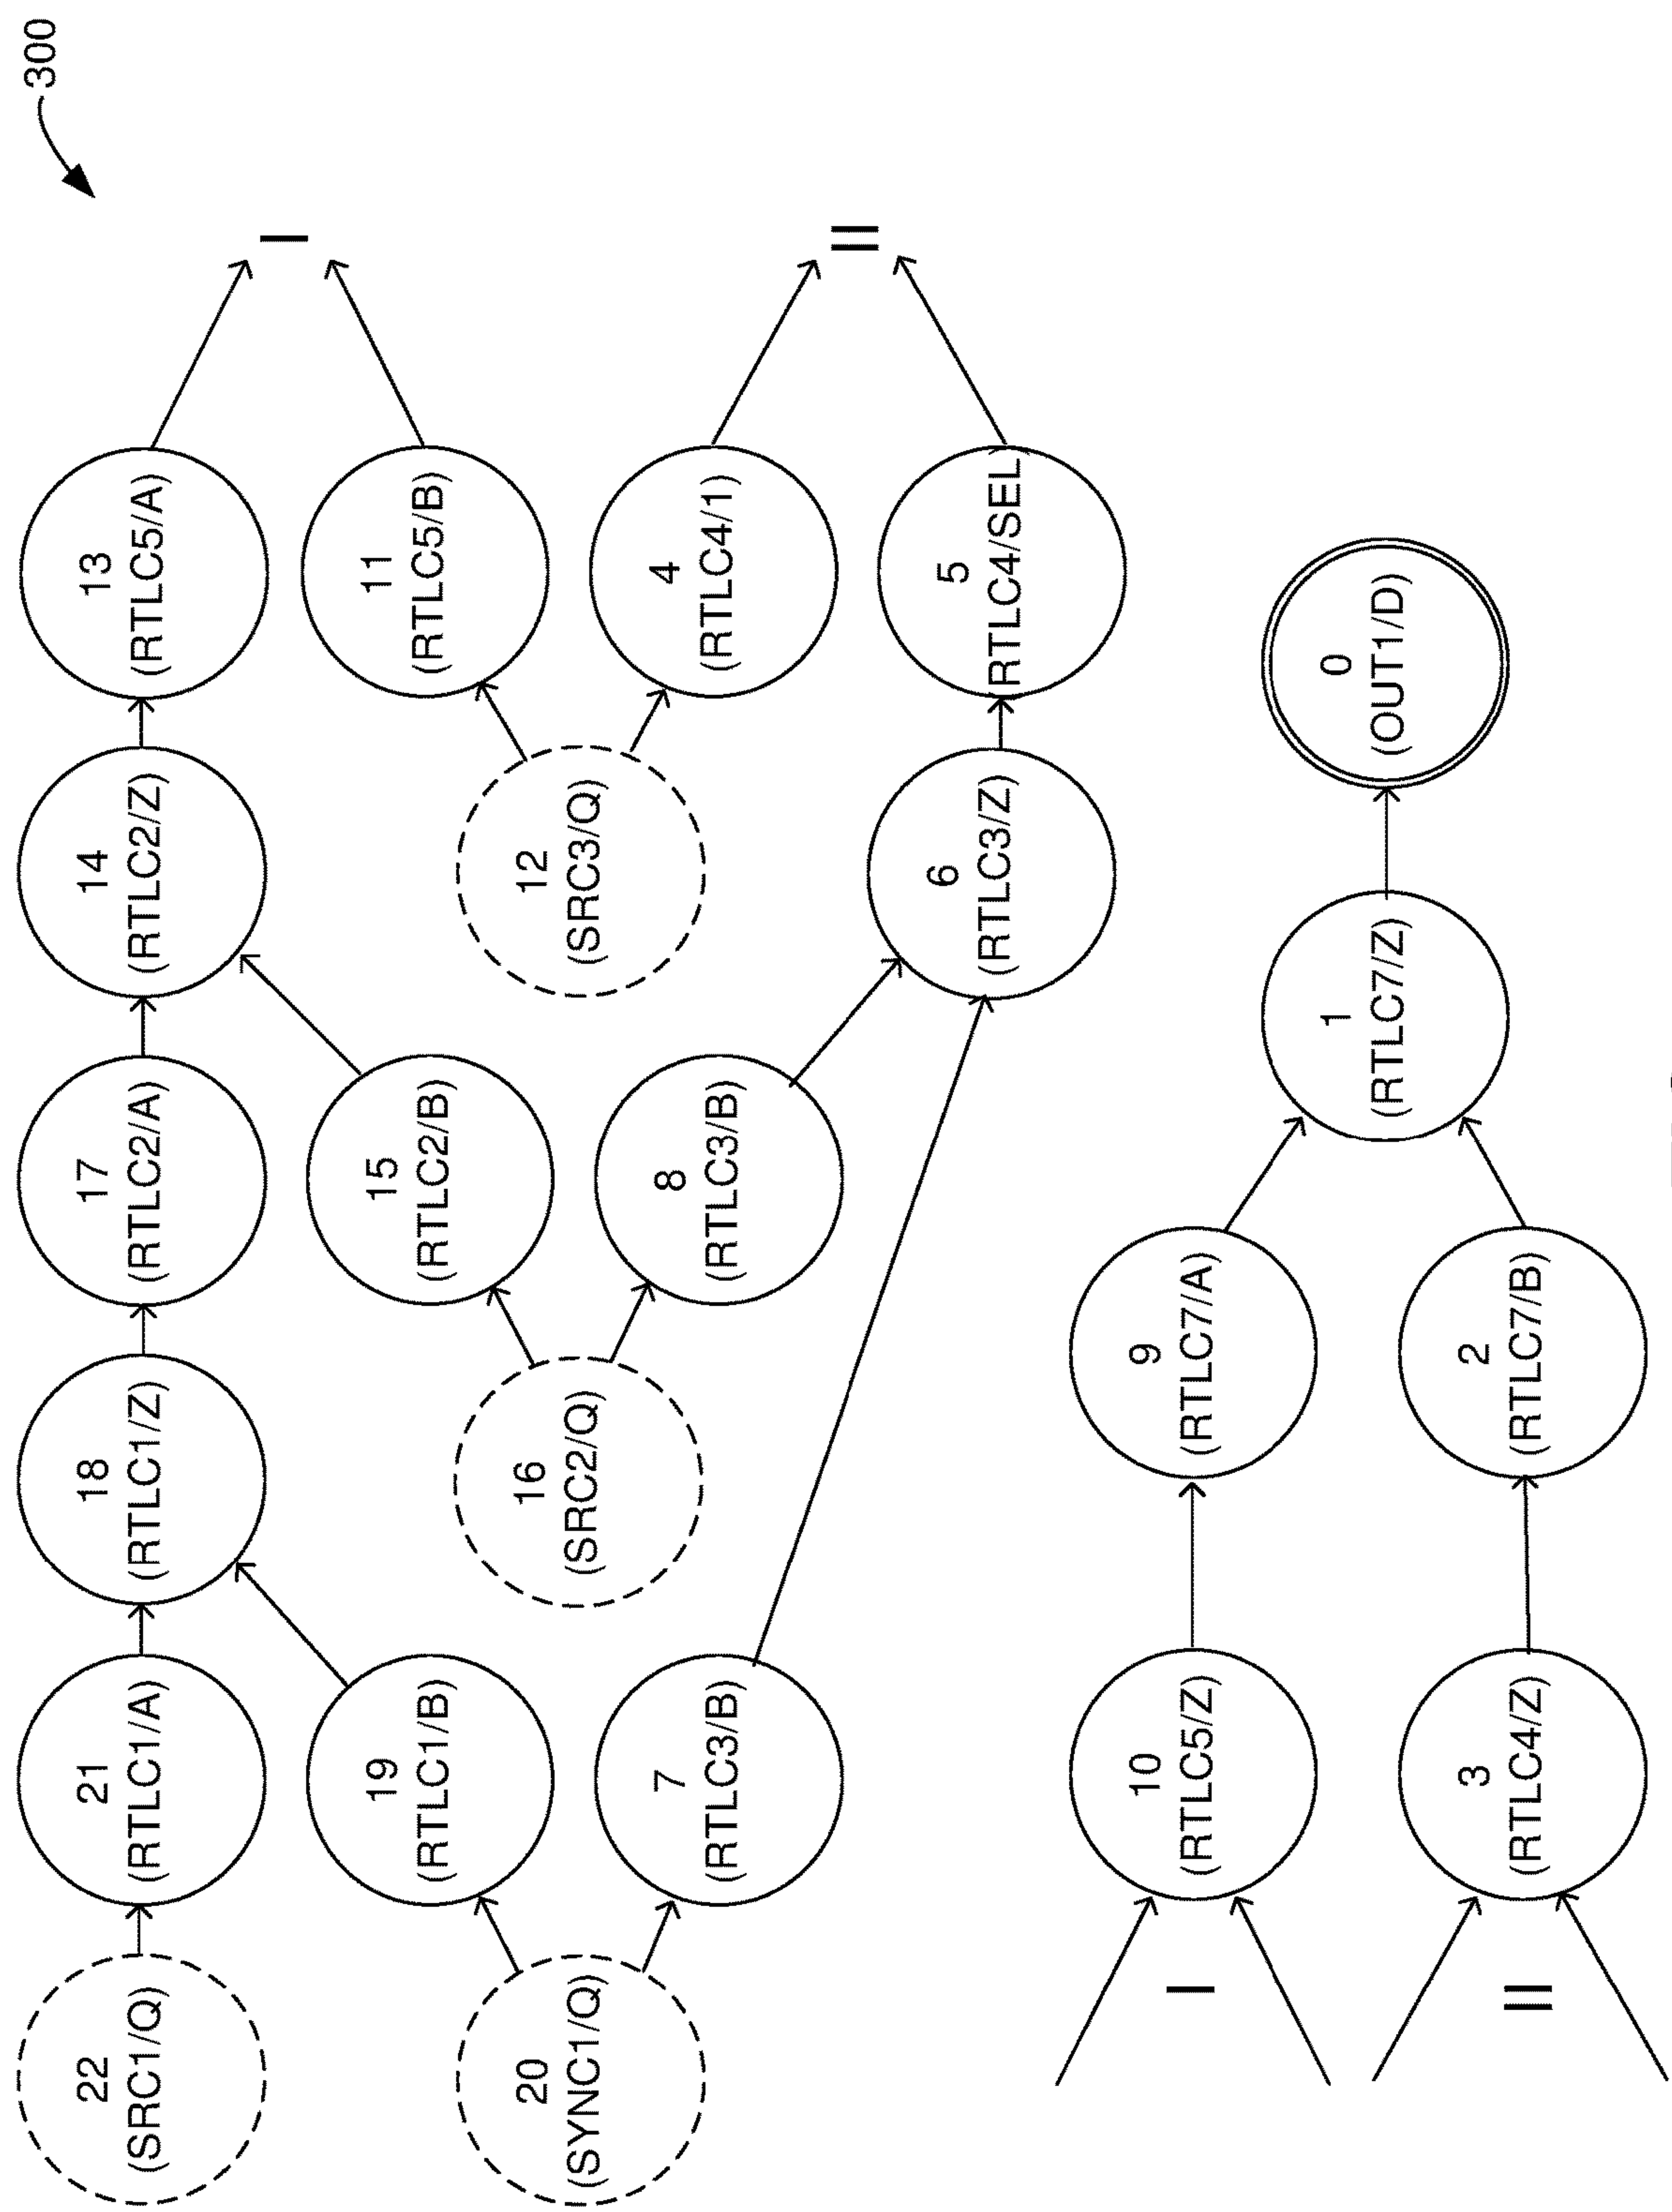 300
22
(SRC1/Q)
21
(RTLC1/A)
18
(RTLC1/Z)
17
(RTLC2/A)
14
(RTLC2/Z)
13
(RTLC5/A)
I
20
(SYNC1/Q)
19
(RTLC1/B)
16
(SRC2/Q)
15
(RTLC2/B)
12
(SRC3/Q)
11
(RTLC5/B)
7
(RTLC3/B)
8
(RTLC3/B)
6
(RTLC3/Z)
4
(RTLC4/1)
5
(RTLC4/SEL)
II
I
10
(RTLC5/Z)
9
(RTLC7/A)
1
(RTLC7/Z)
0
(OUT1/D)
II
3
(RTLC4/Z)
2
(RTLC7/B)